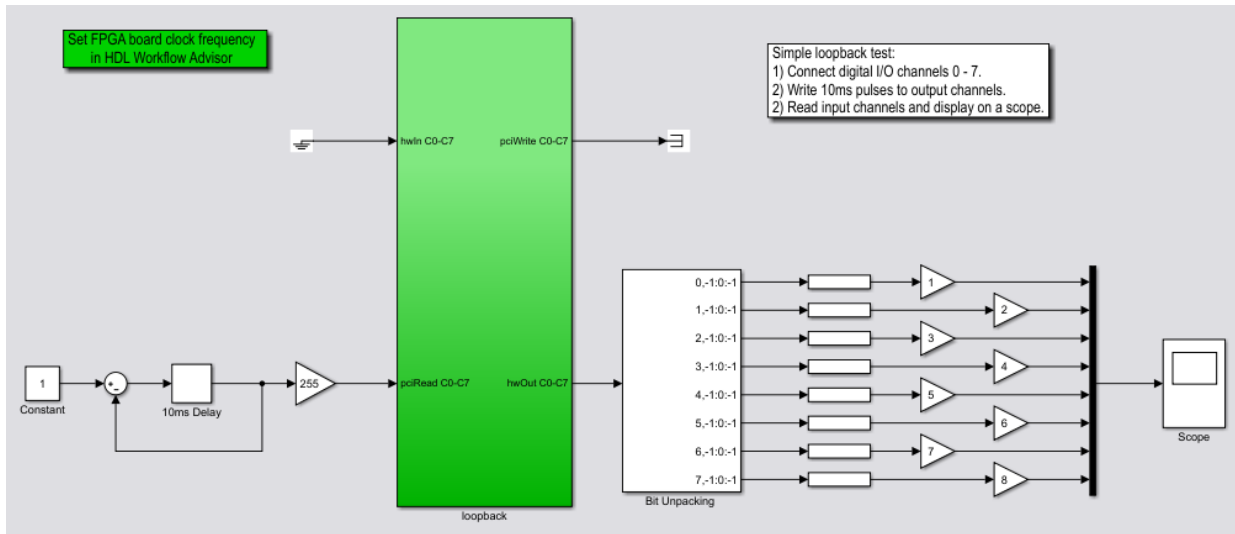 Set FPGA board clock frequency
in HDL Workflow Advisor
Simple loopback test:
1) Connect digital I/O channels 0 - 7.
2) Write 10ms pulses to output channels.
2) Read input channels and display on a scope.
hwIn C0-C7
pciWrite C0-C7
0,-1:0:-1
1
1,-1:0:-1
2
2,-1:0:-1
3
3,-1:0:-1
4
1
Constant
+
-
10ms Delay
255
pciRead C0-C7
hwOut C0-C7
4,-1:0:-1
5
5,-1:0:-1
6
6,-1:0:-1
7
7,-1:0:-1
8
Scope
loopback
Bit Unpacking